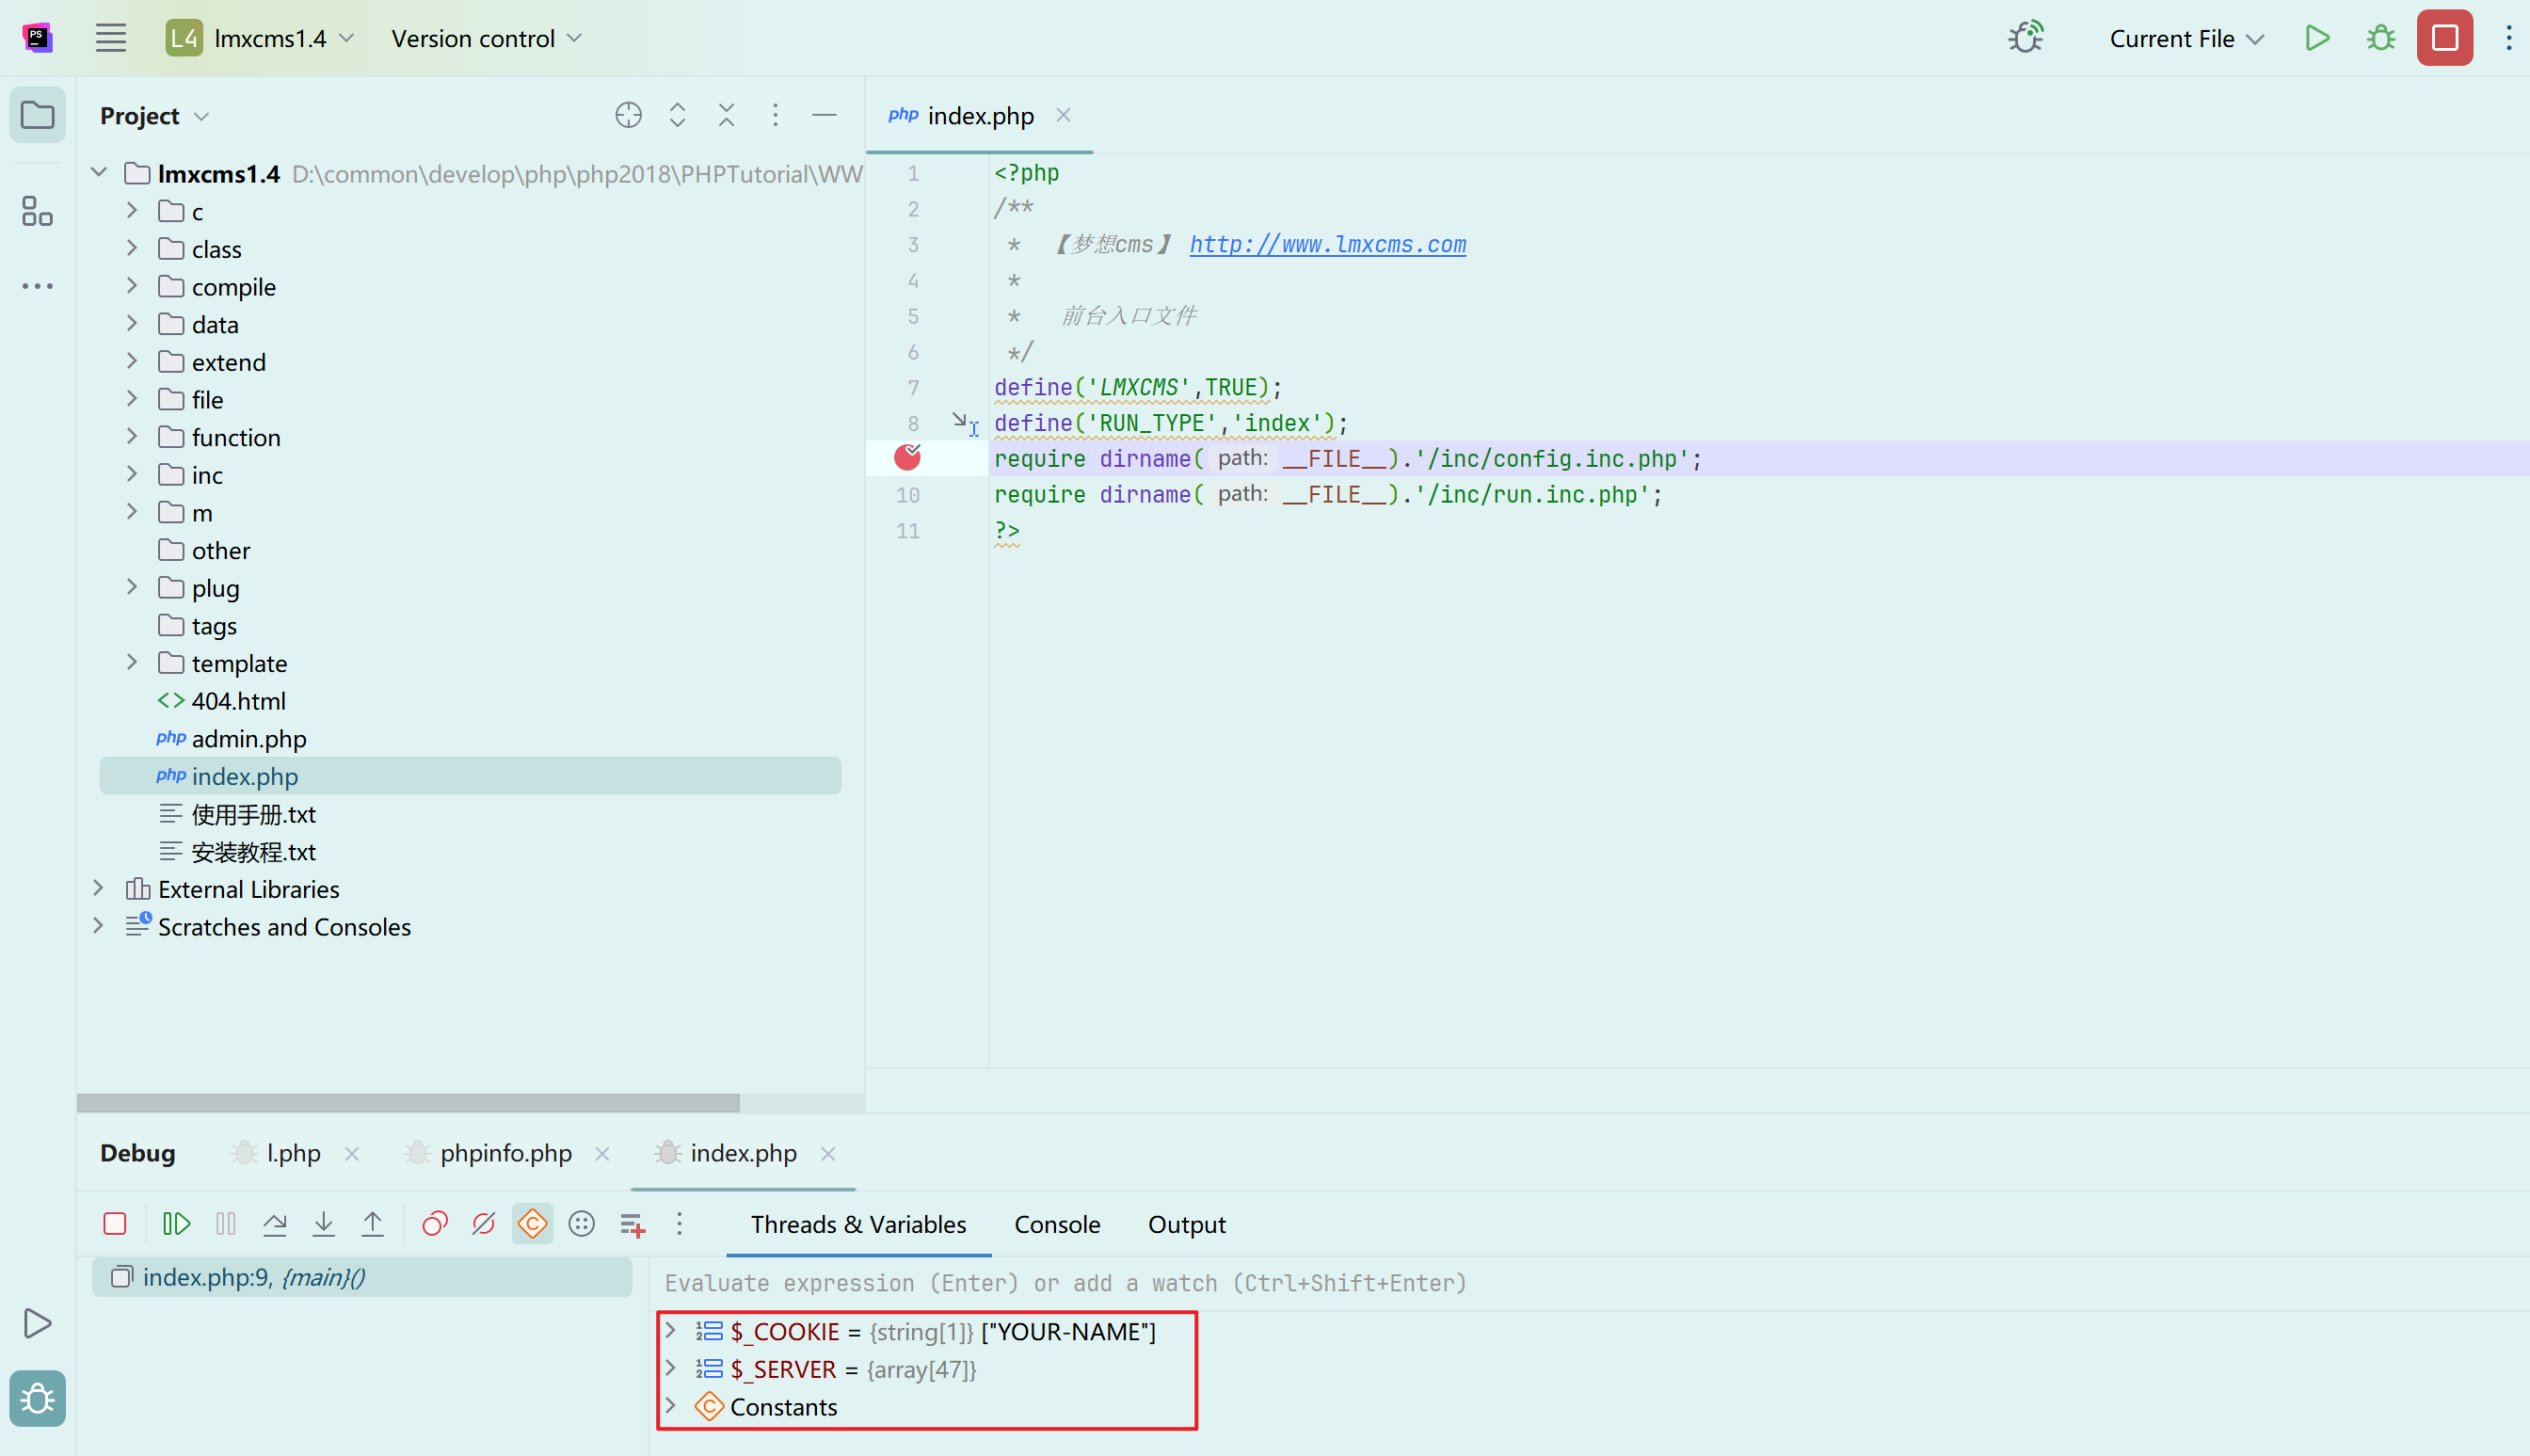 PS L4 lmxcms1.4 Version control Current File
Project
lmxcms1.4 D:\common\develop\php\php2018\PHPTutorial\WW
c
class
compile
data
extend
file
function
inc
m
other
plug
tags
template
<> 404.html
php admin.php
php index.php
使用手册.txt
安装教程.txt
External Libraries
Scratches and Consoles
php index.php
1 <?php
2 /**
3 * 【梦想cms】 http://www.lmxcms.com
4 *
5 * 前台入口文件
6 */
7 define('LMXCMS',TRUE);
8 define('RUN_TYPE','index');
require dirname( path: __FILE__).'/inc/config.inc.php';
10 require dirname( path: __FILE__).'/inc/run.inc.php';
11 ?>
Debug l.php phpinfo.php index.php
Threads & Variables Console Output
index.php:9, {main}()
Evaluate expression (Enter) or add a watch (Ctrl+Shift+Enter)
$_COOKIE = {string[1]} ["YOUR-NAME"]
$_SERVER = {array[47]}
Constants